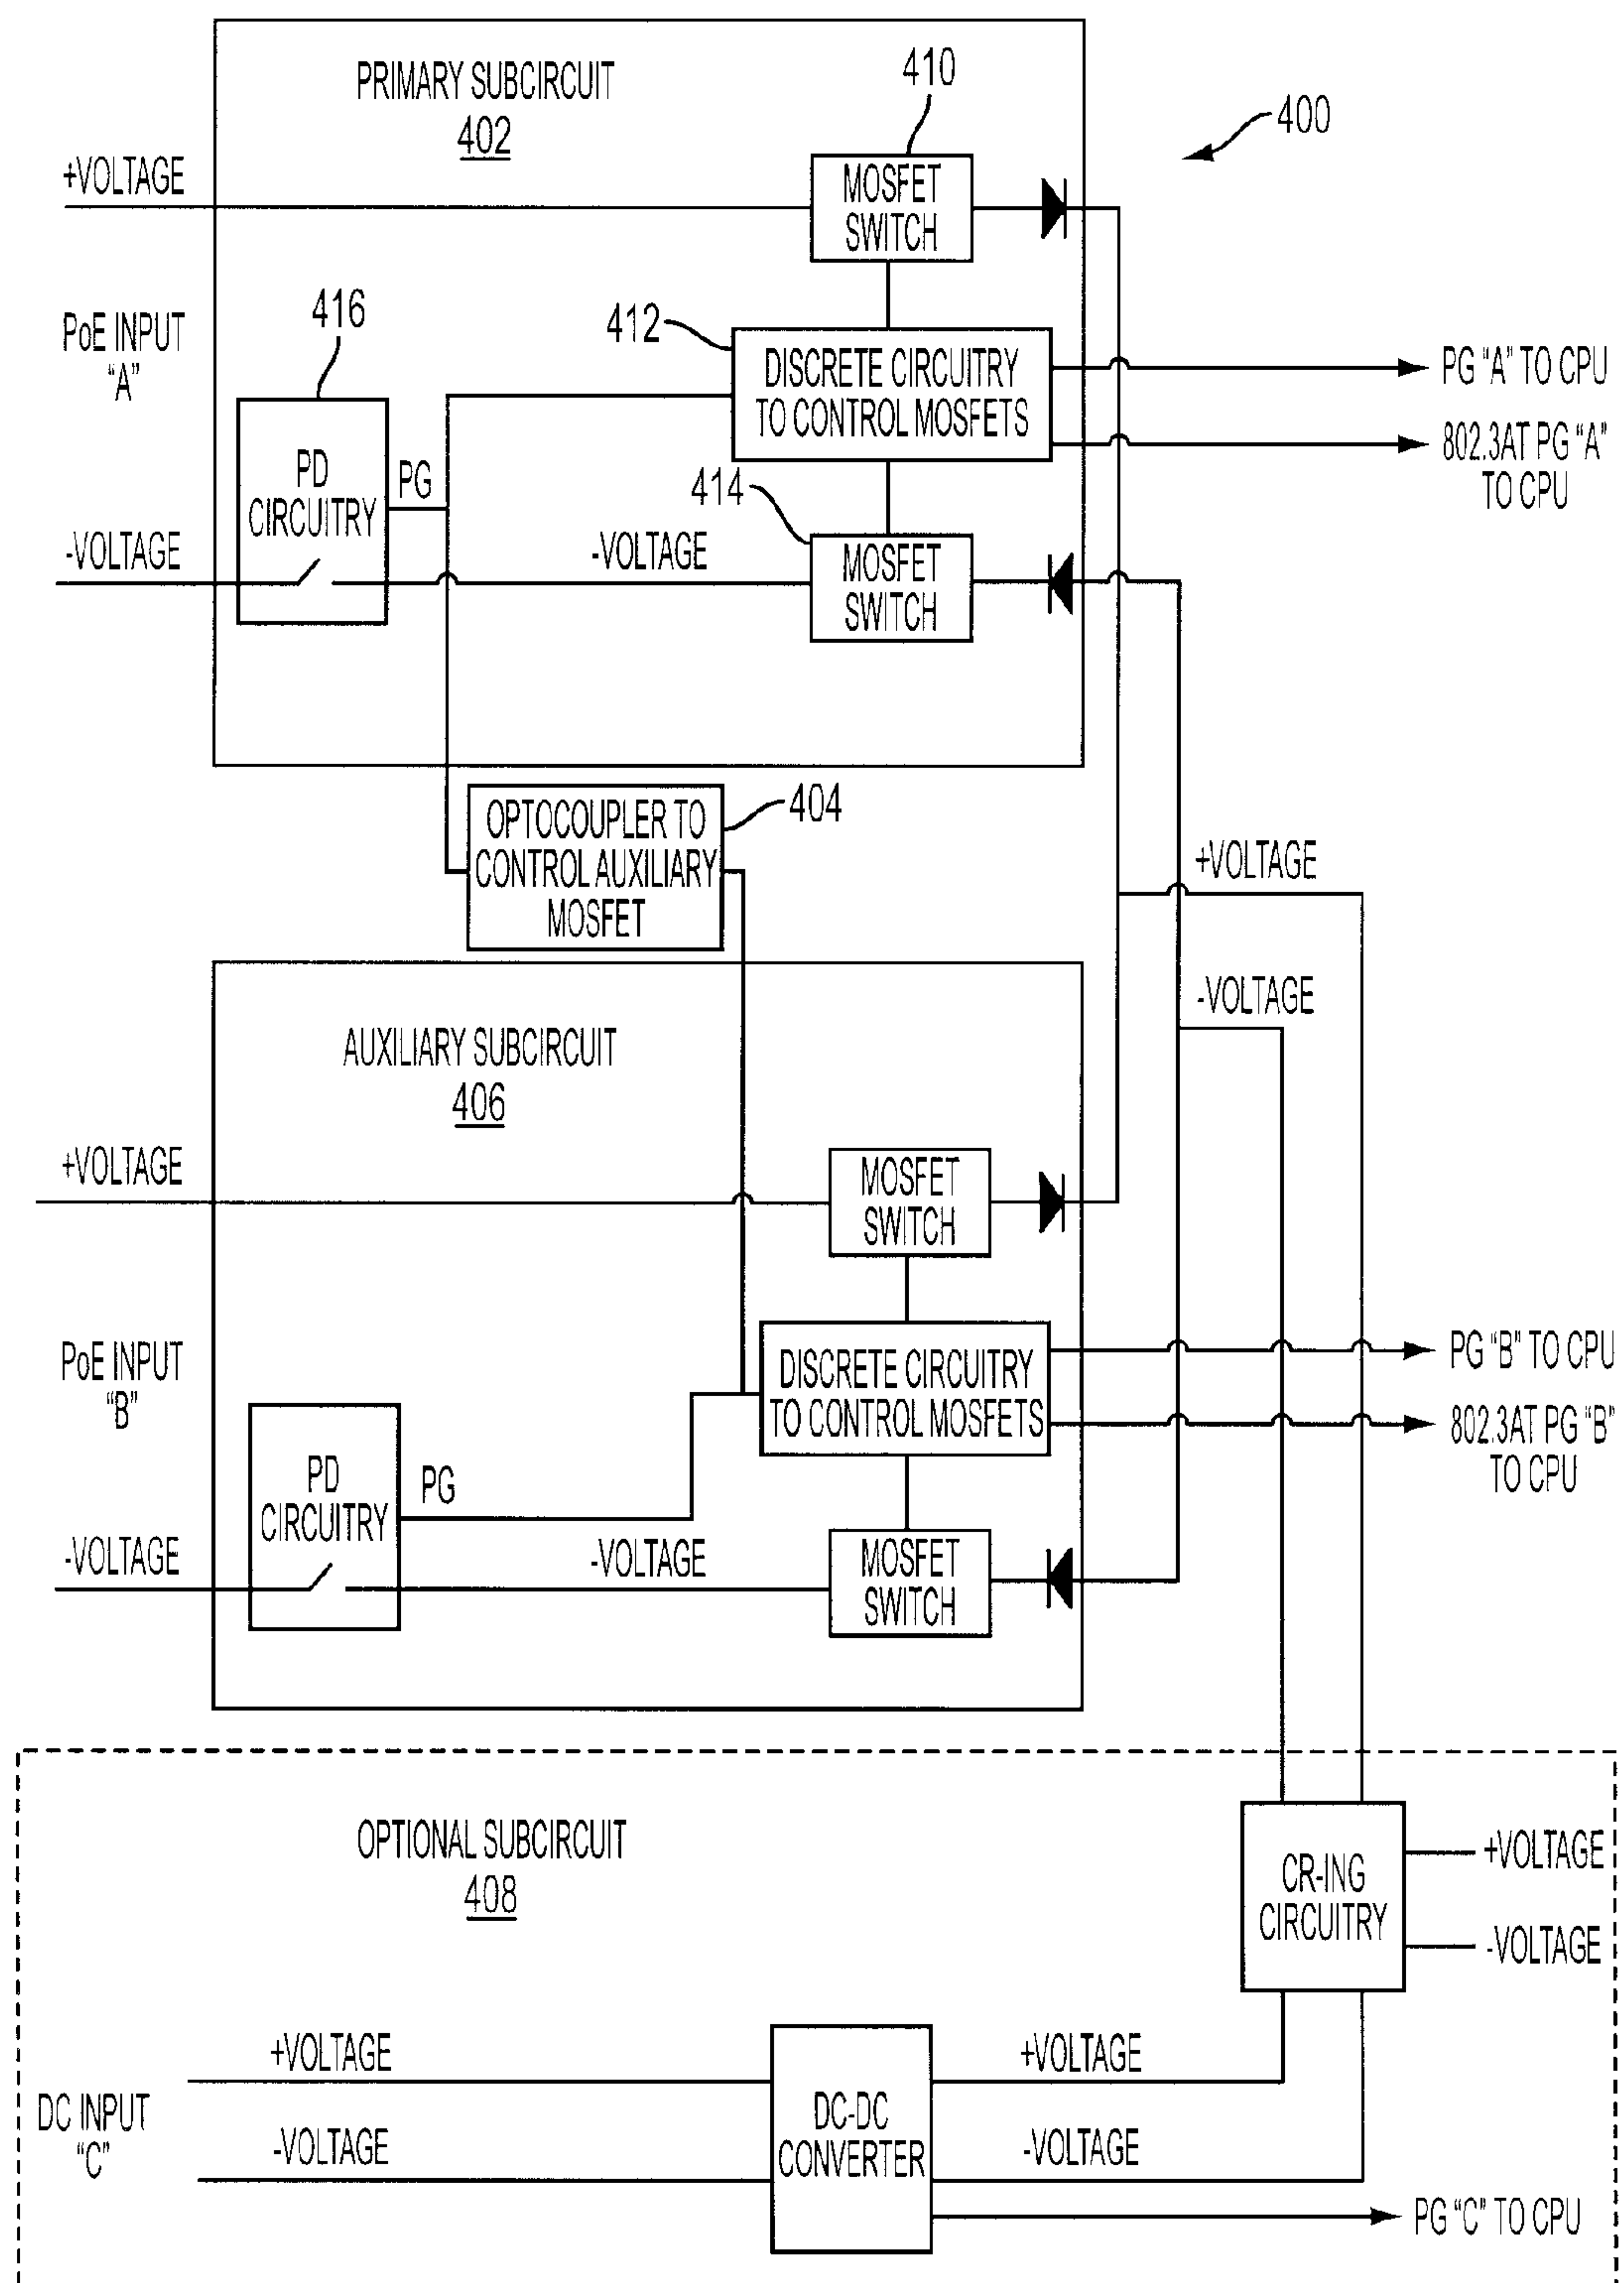 PRIMARY SUBCIRCUIT
402
410
400
+VOLTAGE
MOSFET
SWITCH
PoE INPUT
"A"
416
412
DISCRETE CIRCUITRY
TO CONTROL MOSFETS
PG "A" TO CPU
802.3AT PG "A"
TO CPU
PD
CIRCUITRY
PG
414
-VOLTAGE
-VOLTAGE
MOSFET
SWITCH
OPTOCOUPLER TO
CONTROL AUXILIARY
MOSFET
404
+VOLTAGE
-VOLTAGE
AUXILIARY SUBCIRCUIT
406
+VOLTAGE
MOSFET
SWITCH
PoE INPUT
"B"
DISCRETE CIRCUITRY
TO CONTROL MOSFETS
PG "B" TO CPU
802.3AT PG "B"
TO CPU
PD
CIRCUITRY
PG
-VOLTAGE
-VOLTAGE
MOSFET
SWITCH
OPTIONAL SUBCIRCUIT
408
CR-ING
CIRCUITRY
+VOLTAGE
-VOLTAGE
DC INPUT
"C"
+VOLTAGE
-VOLTAGE
DC-DC
CONVERTER
+VOLTAGE
-VOLTAGE
PG "C" TO CPU